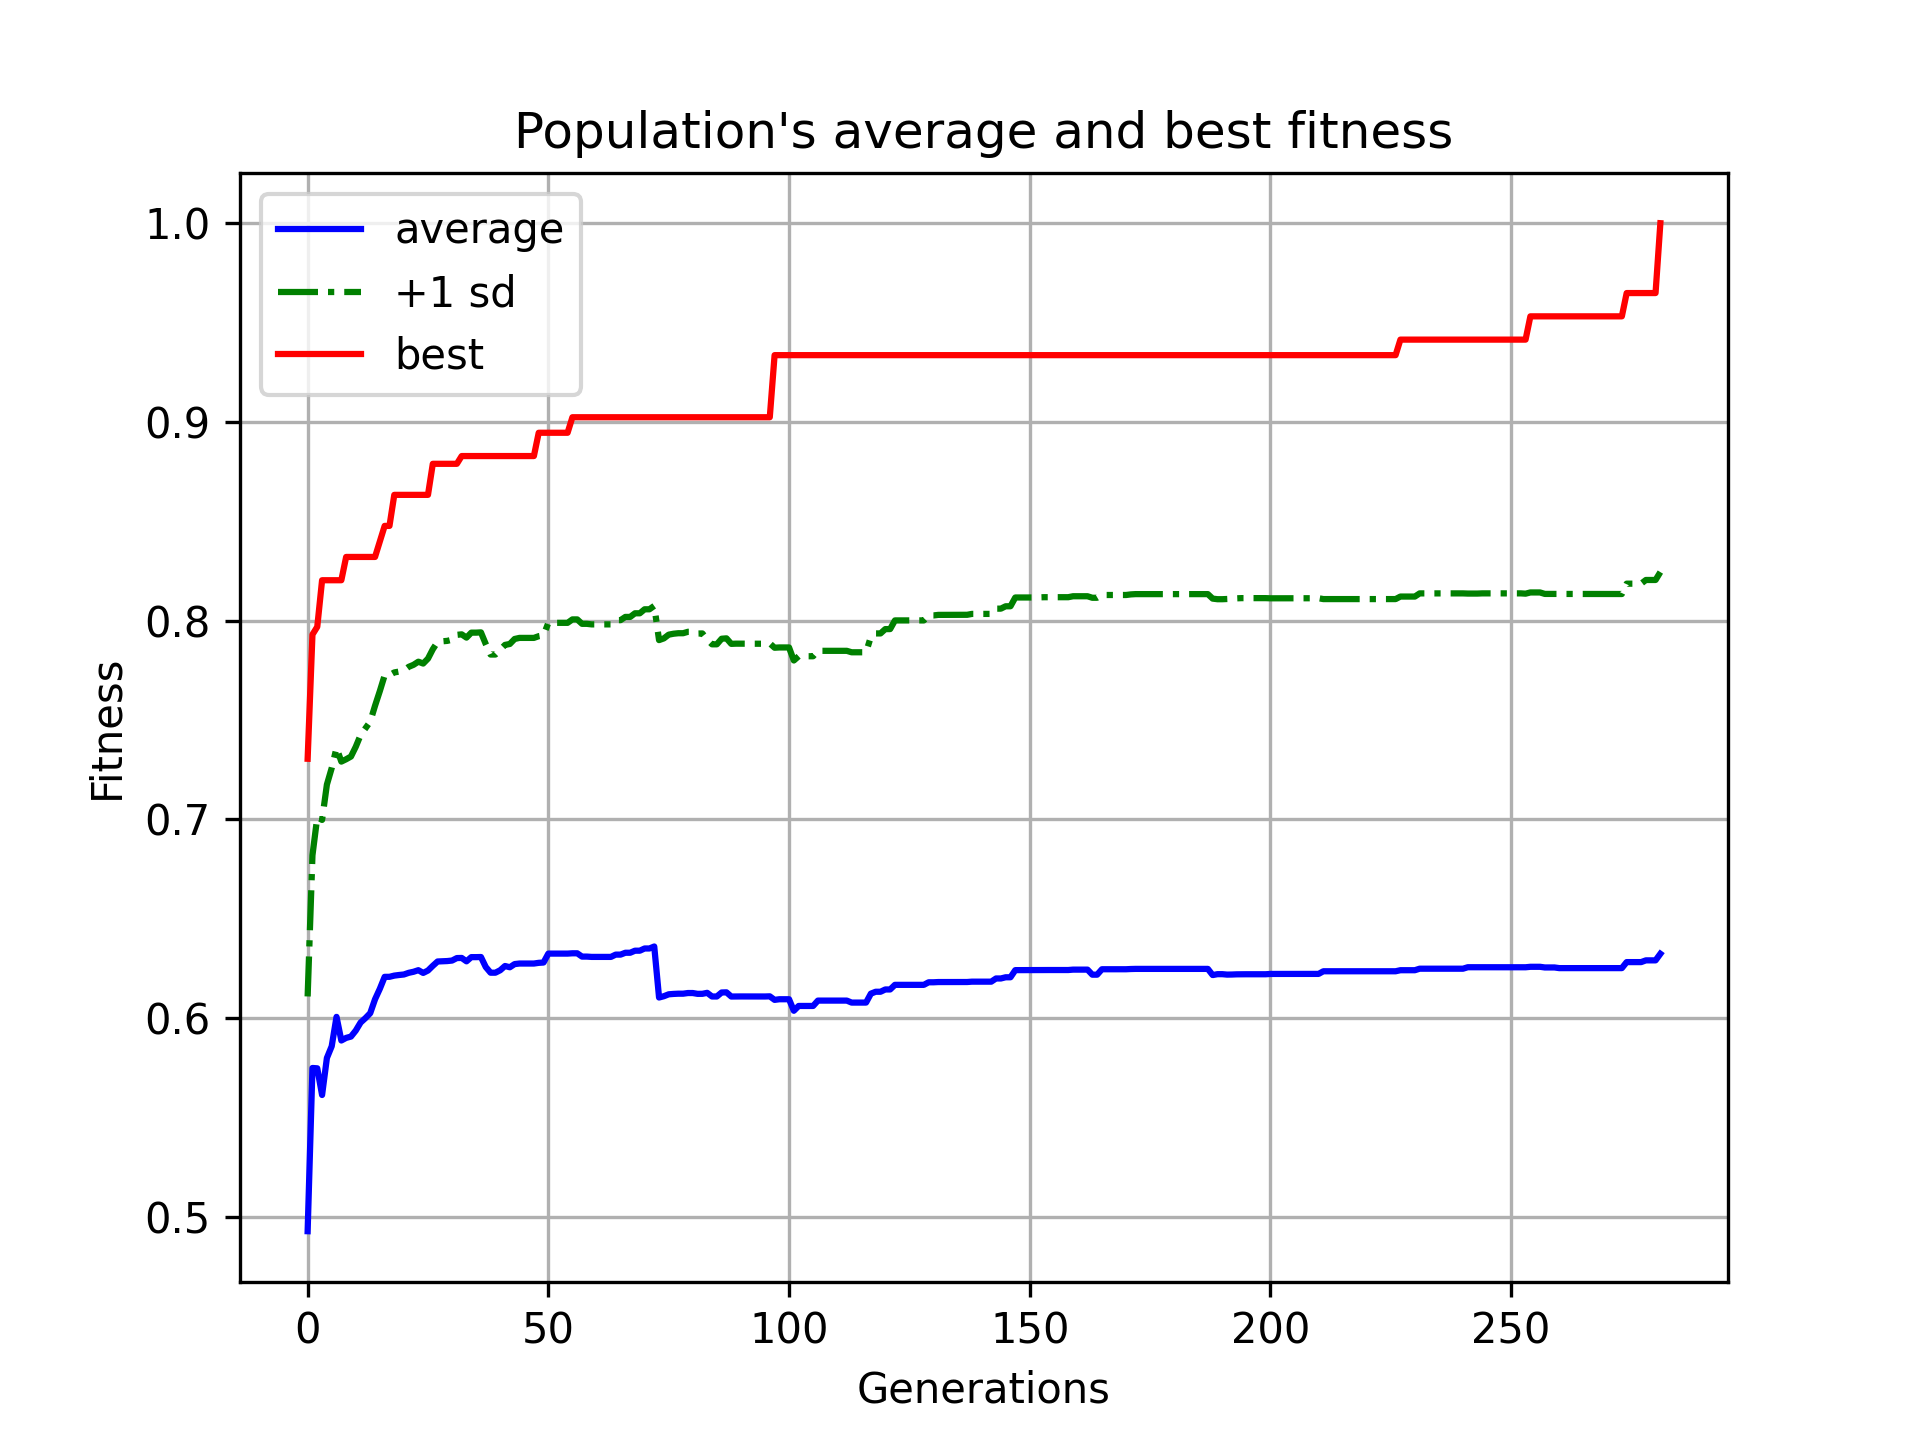 Population's average and best fitness
average
+1 sd
best
1.0
0.9
0.8
0.7
0.6
0.5
Fitness
0 50 100 150 200 250
Generations